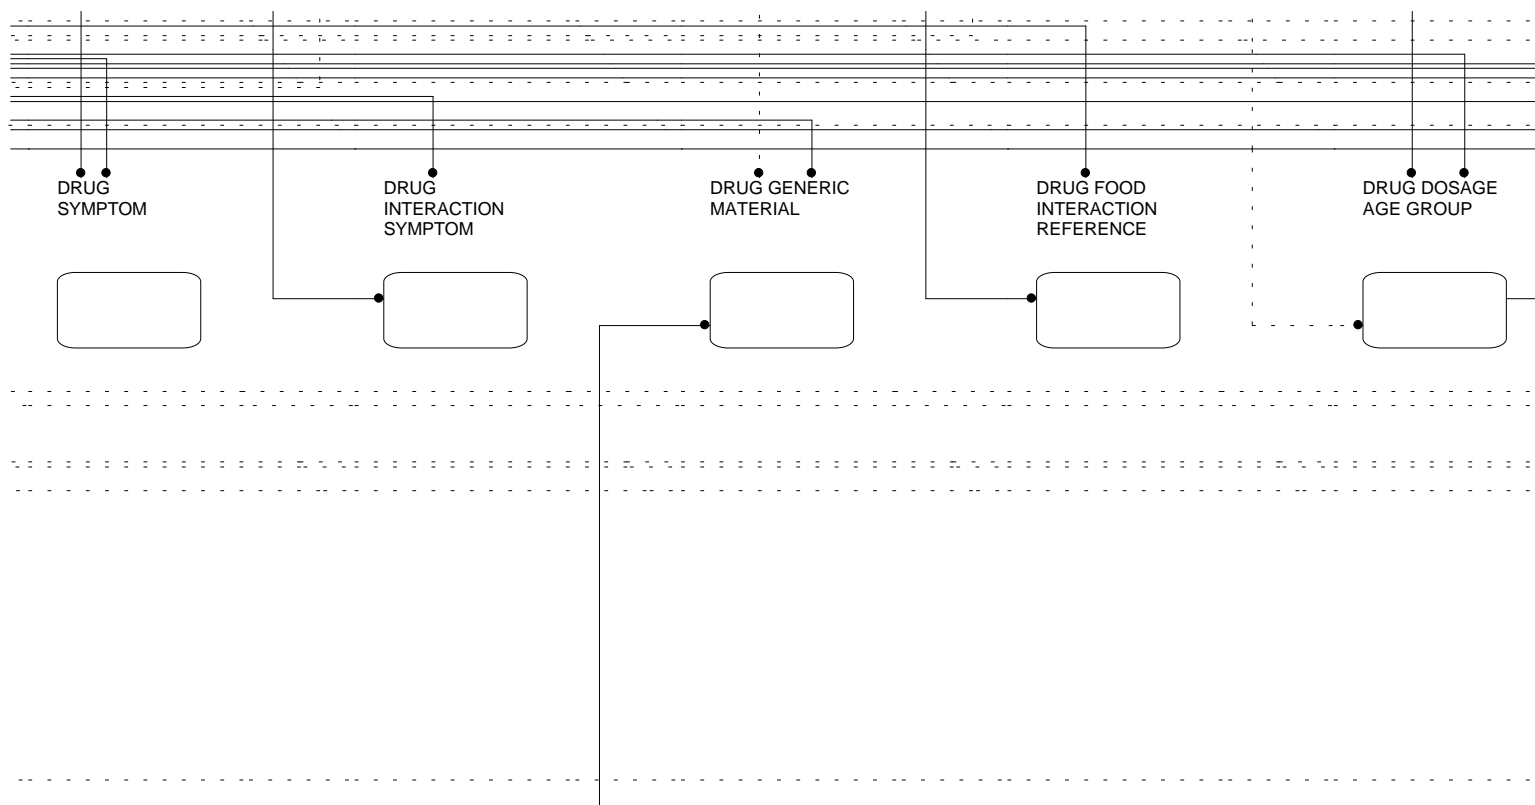 DRUG
SYMPTOM
DRUG
INTERACTION
SYMPTOM
DRUG GENERIC
MATERIAL
DRUG FOOD
INTERACTION
REFERENCE
DRUG DOSAGE
AGE GROUP